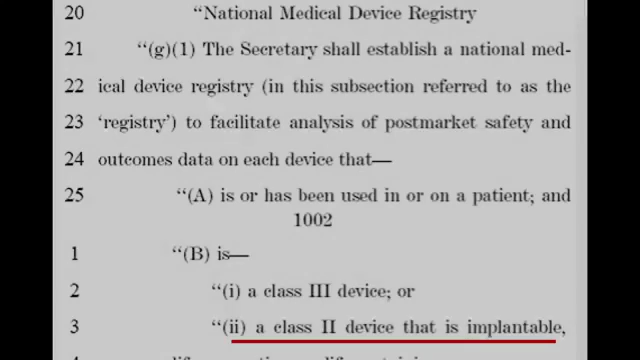 20 “National Medical Device Registry
21 “(g)(1) The Secretary shall establish a national med-
22 ical device registry (in this subsection referred to as the
23 ‘registry’) to facilitate analysis of postmarket safety and
24 outcomes data on each device that—
25 “(A) is or has been used in or on a patient; and
1002
1 “(B) is—
2 “(i) a class III device; or
3 “(ii) a class II device that is implantable,